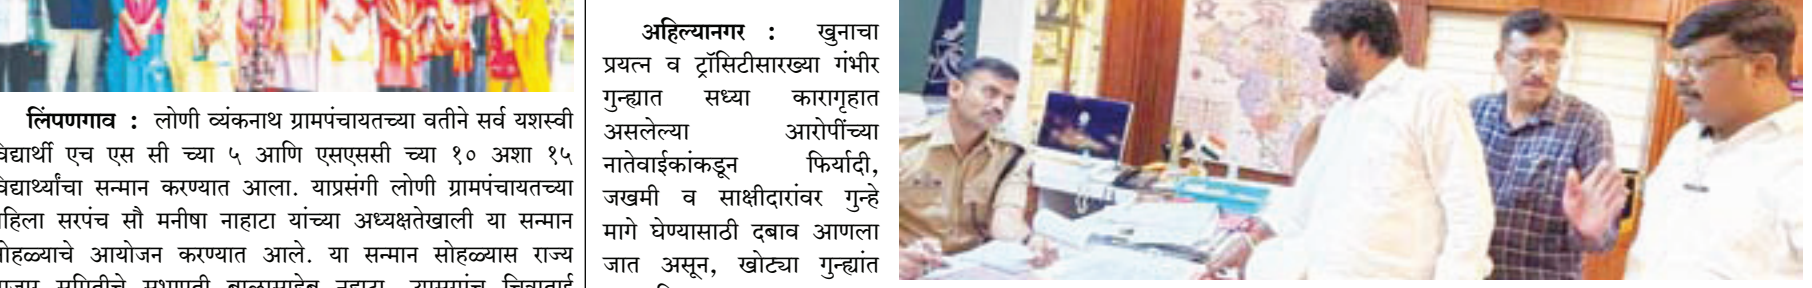 लिंपणगाव : लोणी व्यंकनाथ ग्रामपंचायतच्या वतीने सर्व यशस्वी
विद्यार्थी एच एस सी च्या ५ आणि एसएससी च्या १० अशा १५
विद्यार्थ्यांचा सन्मान करण्यात आला. याप्रसंगी लोणी ग्रामपंचायतच्या
महिला सरपंच सौ मनीषा नाहाटा यांच्या अध्यक्षतेखाली या सन्मान
सोहळ्याचे आयोजन करण्यात आले. या सन्मान सोहळ्यास राज्य
अहिल्यानगर : खुनाचा
प्रयत्न व ट्रॉसिटीसारख्या गंभीर
गुन्ह्यात सध्या कारागृहात
असलेल्या आरोपींच्या
नातेवाईकांकडून फिर्यादी,
जखमी व साक्षीदारांवर गुन्हे
मागे घेण्यासाठी दबाव आणला
जात असून, खोट्या गुन्ह्यांत